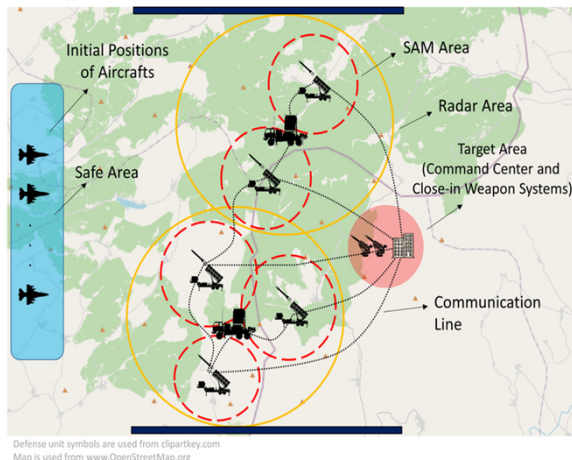 Initial Positions
of Aircrafts
Safe Area
SAM Area
Radar Area
Target Area
(Command Center and
Close-in Weapon Systems)
Communication
Line
Defense unit symbols are used from clipartkey.com
Map is used from www.OpenStreetMap.org